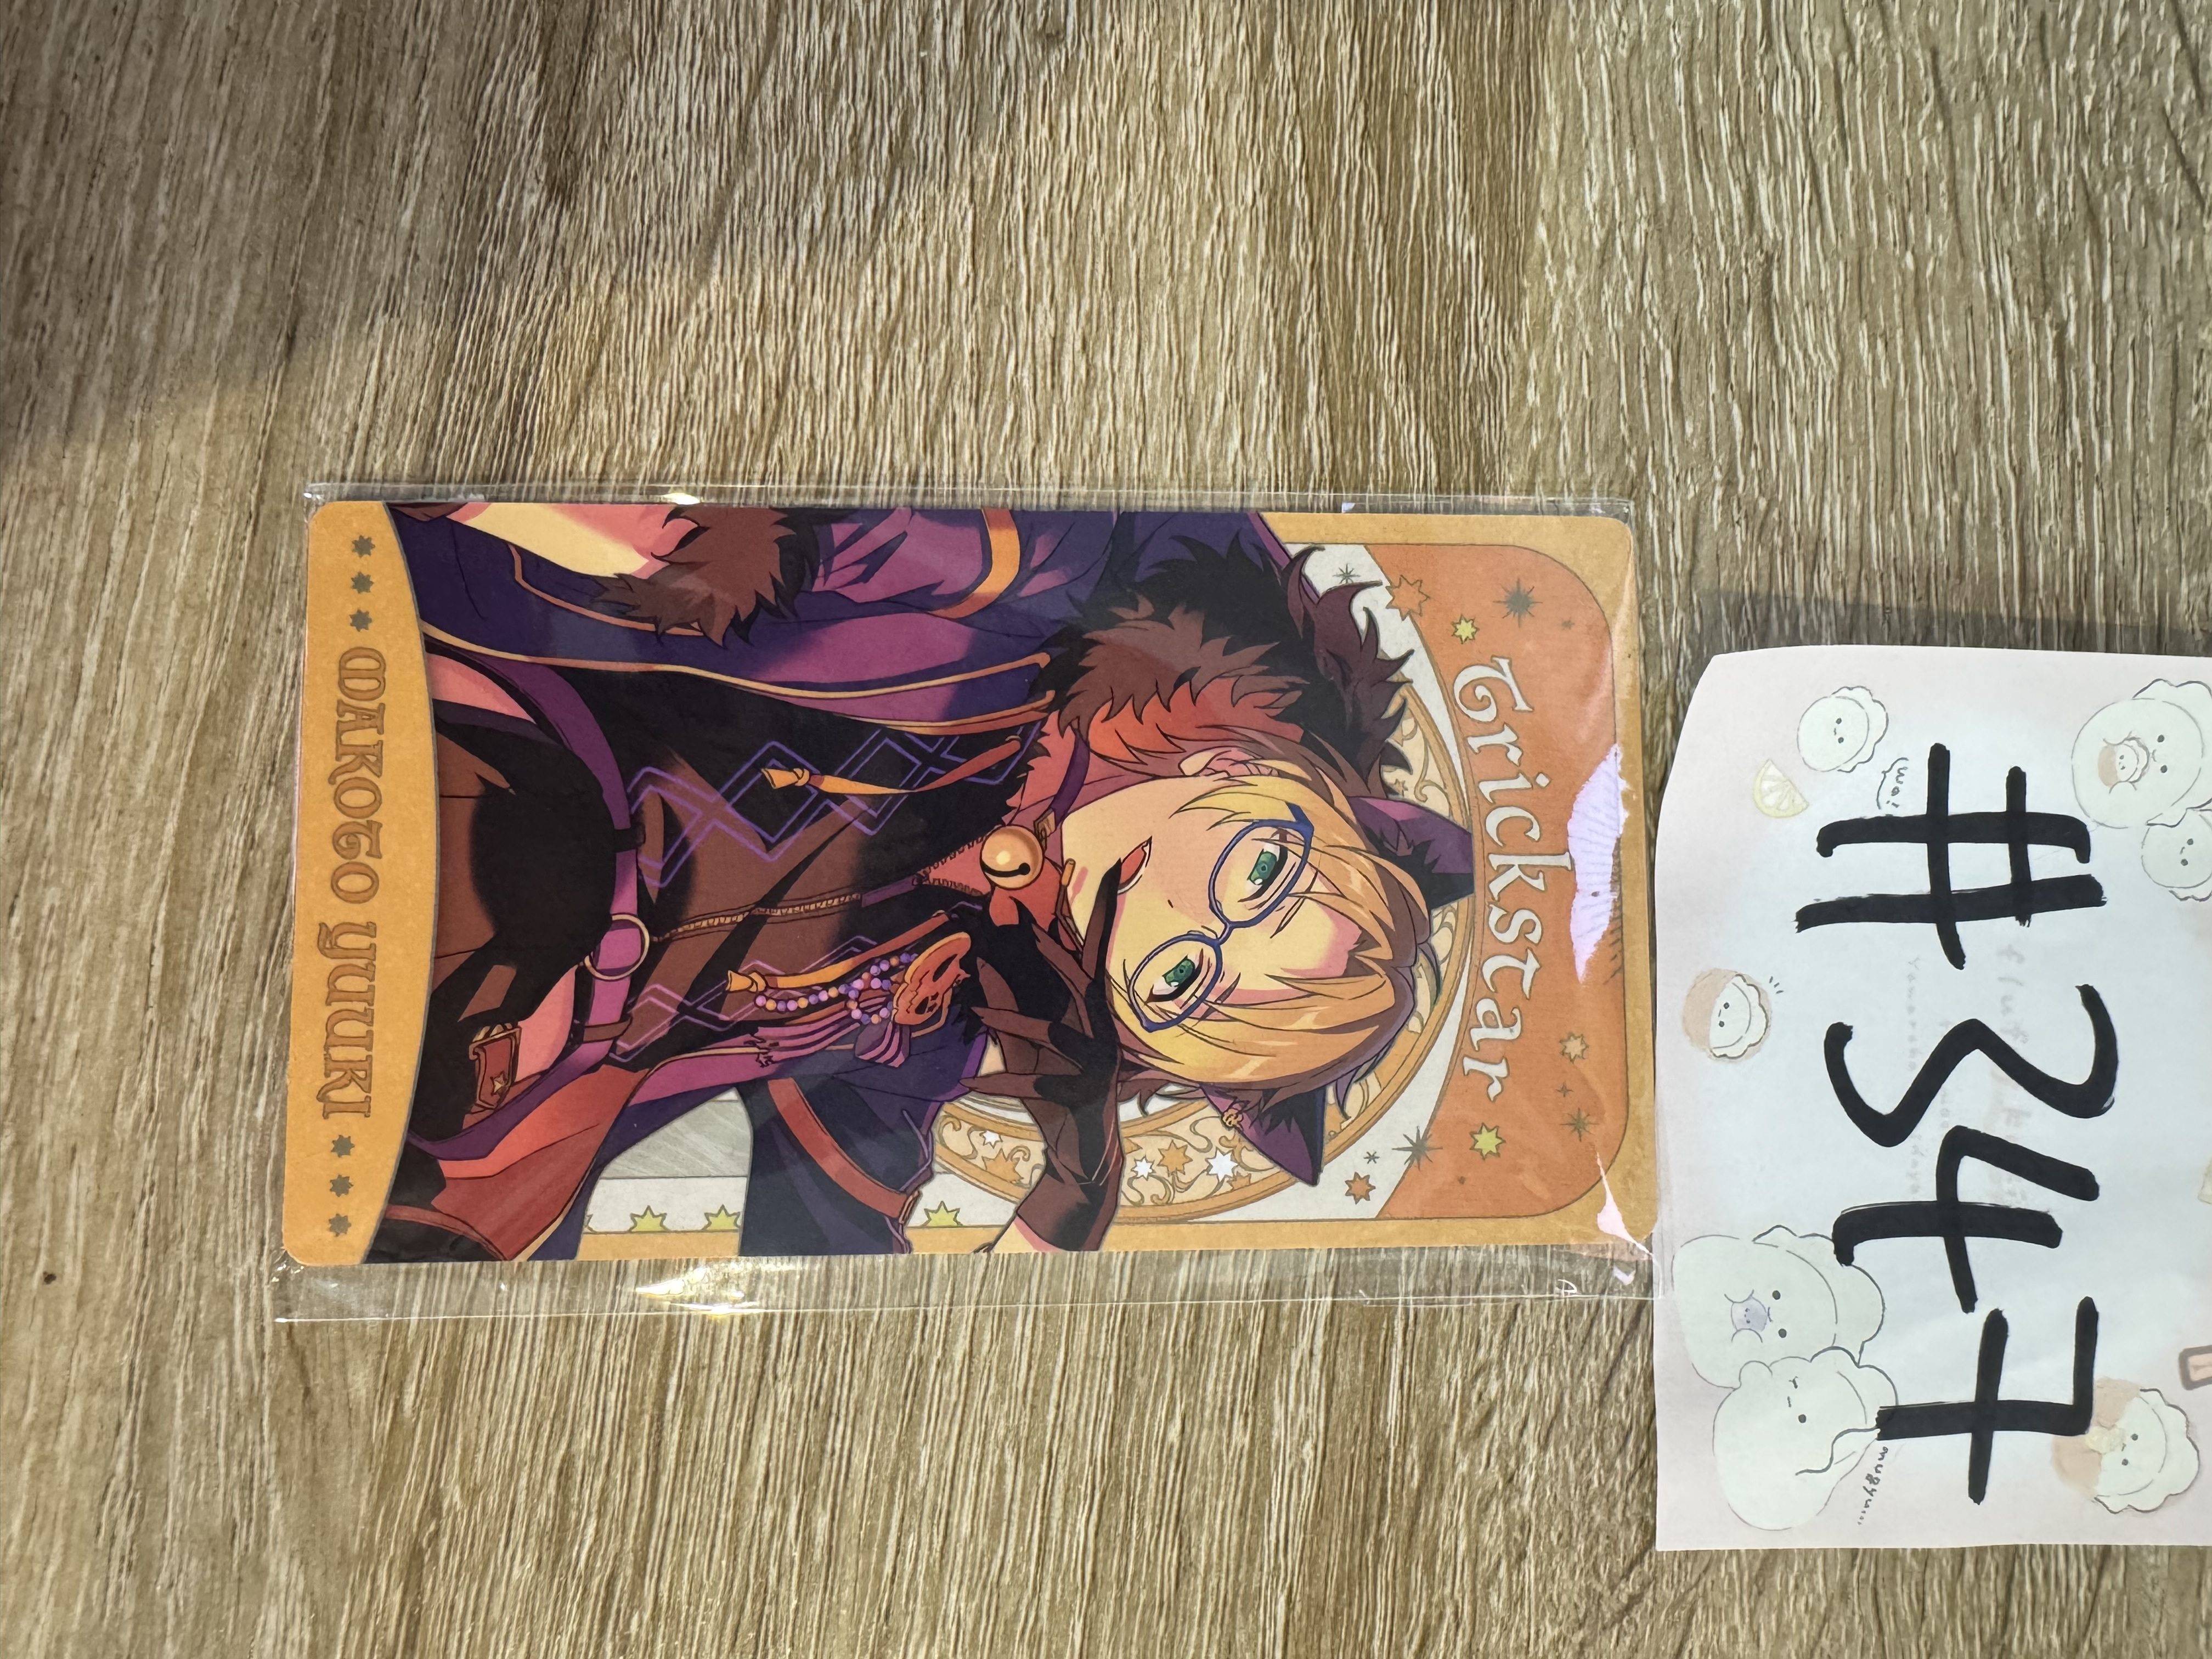 Trickstar
MAKOTO YUUKI
#347
wa!
mugyu.....